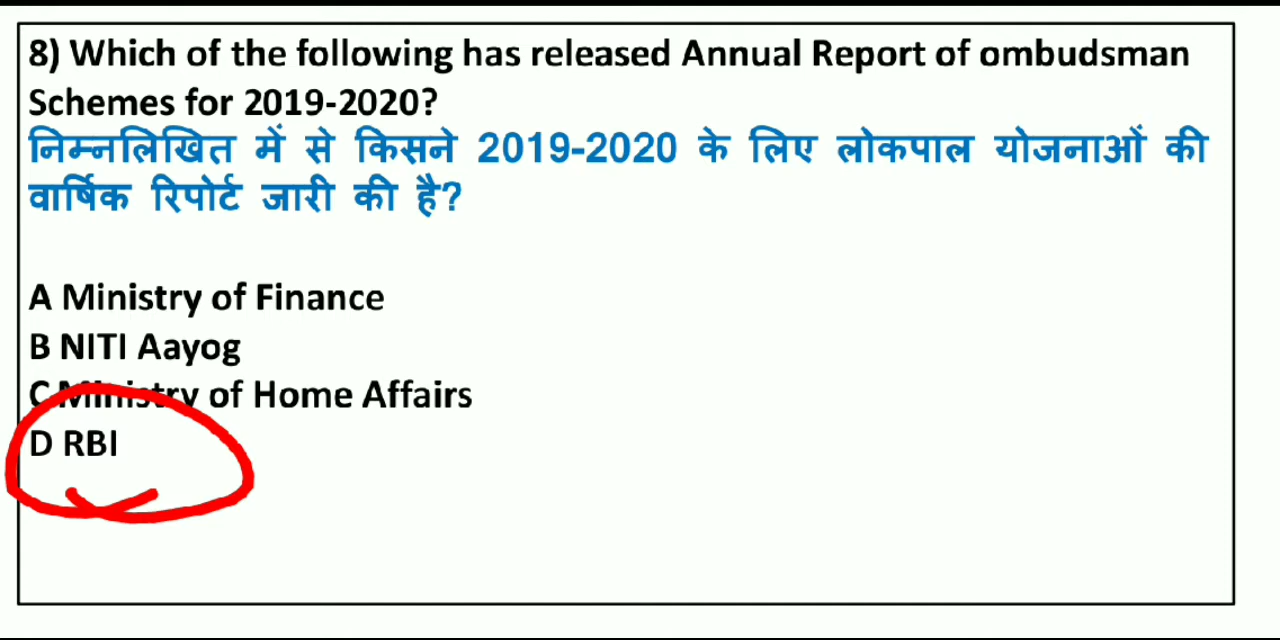 8) Which of the following has released Annual Report of ombudsman
Schemes for 2019-2020?
निम्नलिखित में से किसने 2019-2020 के लिए लोकपाल योजनाओं की
वार्षिक रिपोर्ट जारी की है?
A Ministry of Finance
B NITI Aayog
C Ministry of Home Affairs
D RBI